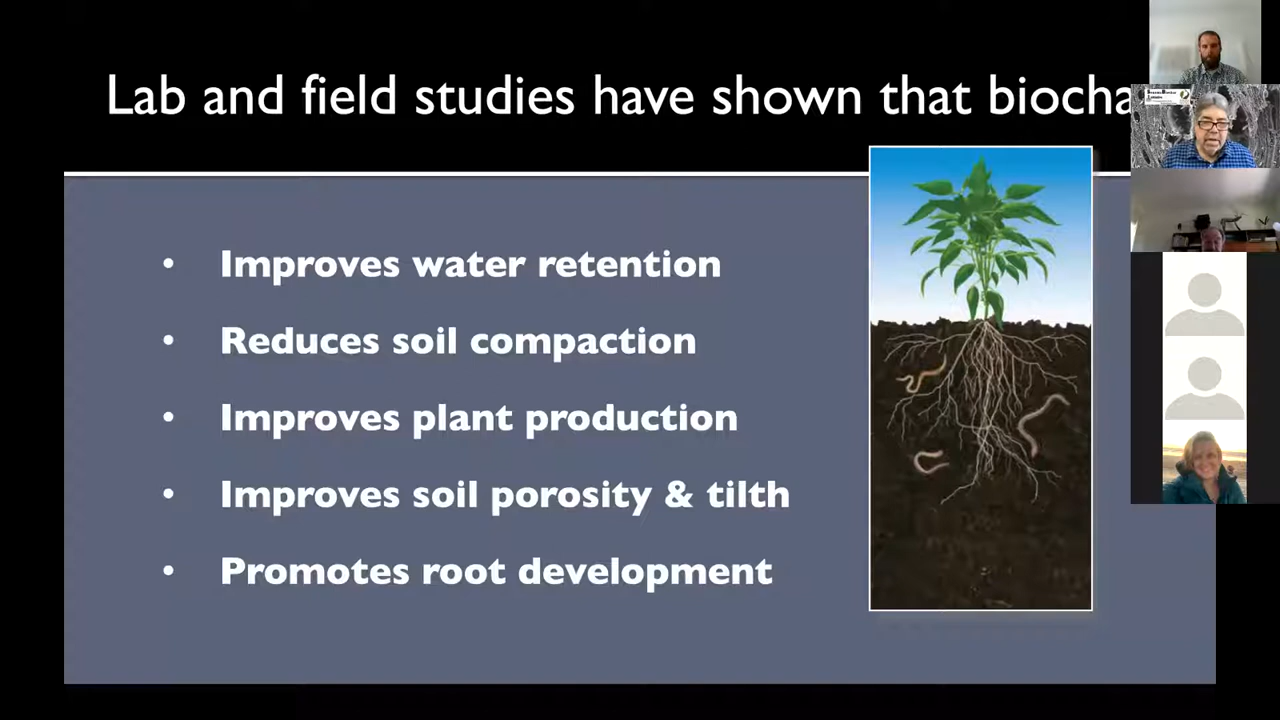 Lab and field studies have shown that biocha
• Improves water retention
• Reduces soil compaction
• Improves plant production
• Improves soil porosity & tilth
• Promotes root development